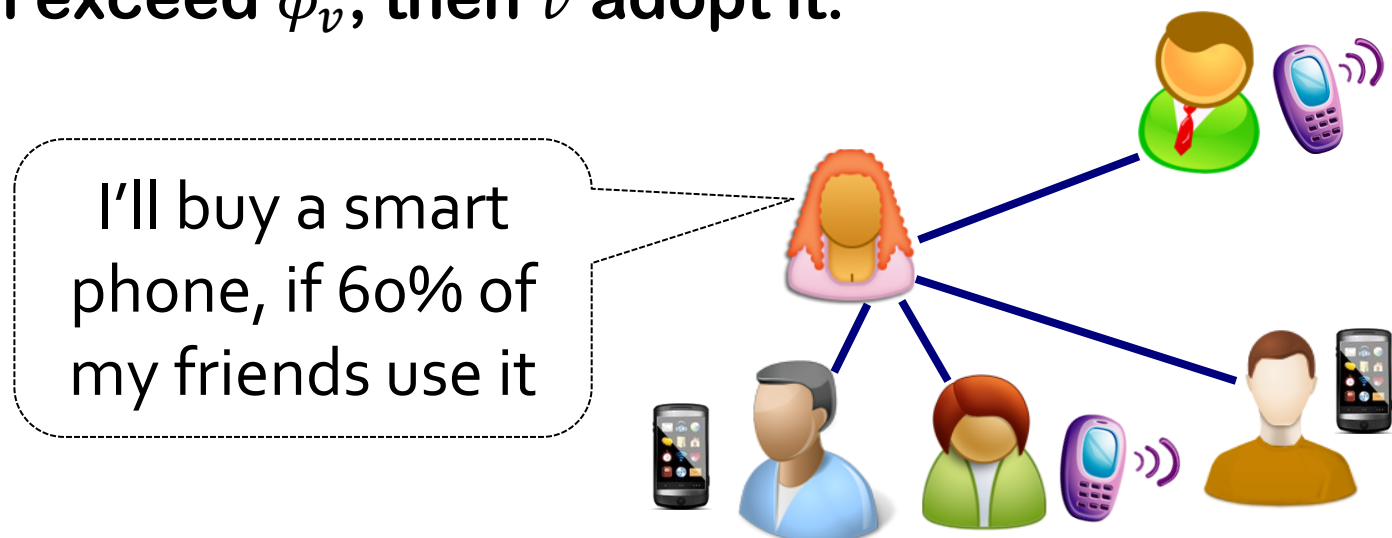 exceed φᵥ, then v adopt it.
I'll buy a smart
phone, if 60% of
my friends use it